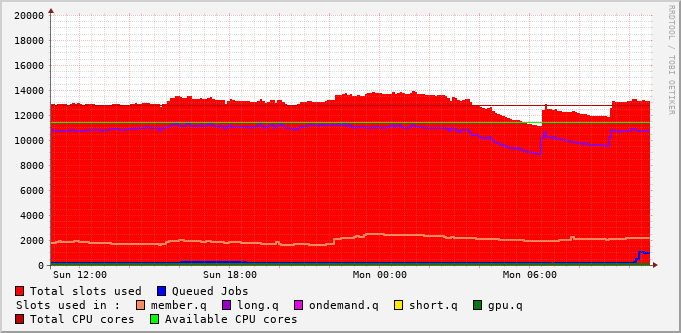 20000
18000
16000
14000
12000
10000
8000
6000
4000
2000
0
Sun 12:00 Sun 18:00 Mon 00:00 Mon 06:00
RRDTOOL / TOBI OETIKER
Total slots used Queued Jobs
Slots used in : member.q long.q ondemand.q short.q gpu.q
Total CPU cores Available CPU cores